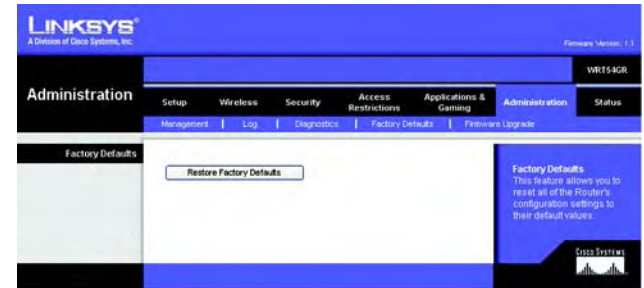 LINKSYS®
A Division of Cisco Systems, Inc.
Firmware Version: 1.1
WRT54GR
Administration
Setup
Wireless
Security
Access
Restrictions
Applications &
Gaming
Administration
Status
Management | Log | Diagnostics | Factory Defaults | Firmware Upgrade
Factory Defaults
Restore Factory Defaults
Factory Defaults
This feature allows you to
reset all of the Router's
configuration settings to
their default values.
CISCO SYSTEMS